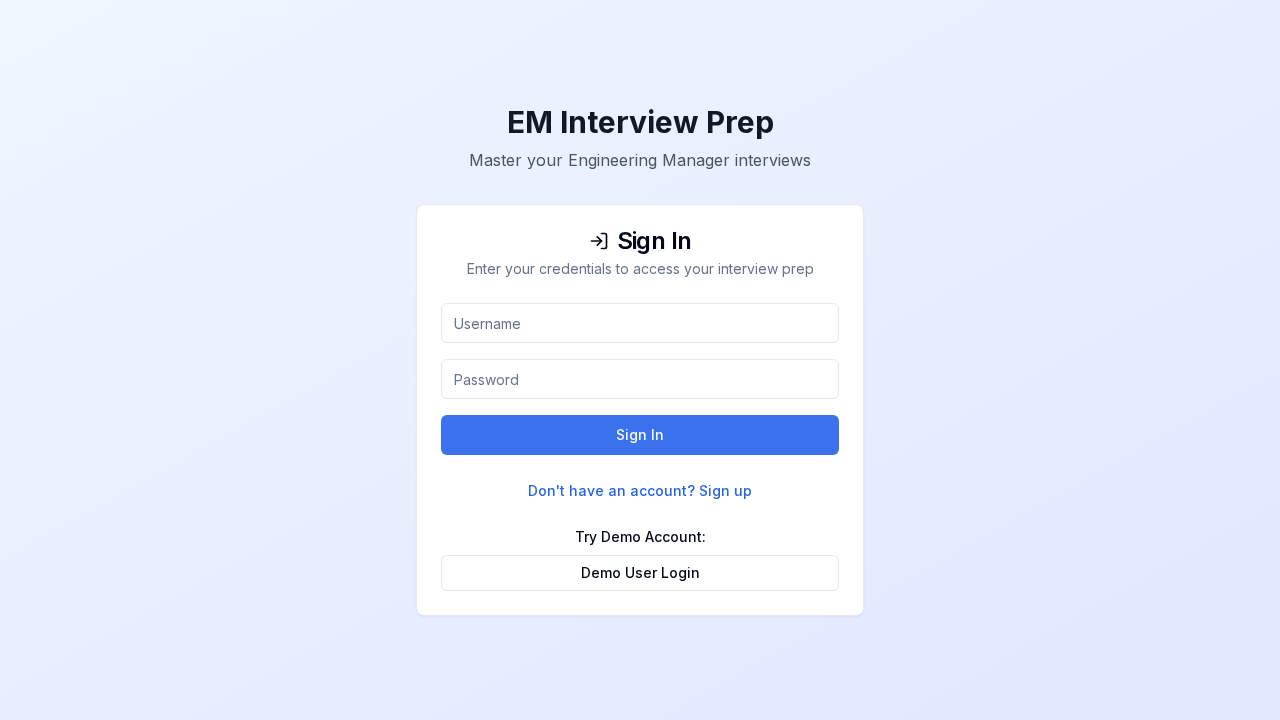 EM Interview Prep
Master your Engineering Manager interviews
Sign In
Enter your credentials to access your interview prep
Username
Password
Sign In
Don't have an account? Sign up
Try Demo Account:
Demo User Login